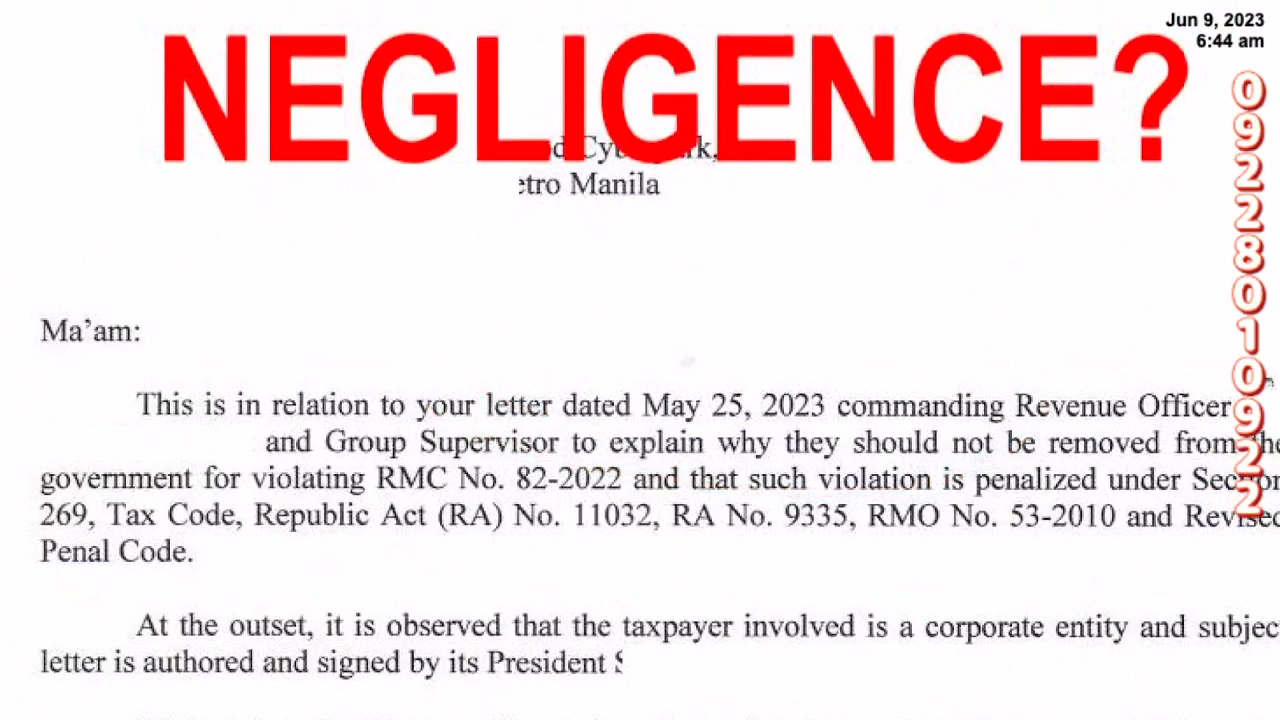 NEGLIGENCE?
Jun 9, 2023
6:44 am
09228010922
etro Manila
Ma’am:
This is in relation to your letter dated May 25, 2023 commanding Revenue Officer
and Group Supervisor to explain why they should not be removed from the
government for violating RMC No. 82-2022 and that such violation is penalized under Section
269, Tax Code, Republic Act (RA) No. 11032, RA No. 9335, RMO No. 53-2010 and Revised
Penal Code.
At the outset, it is observed that the taxpayer involved is a corporate entity and subjec
letter is authored and signed by its President